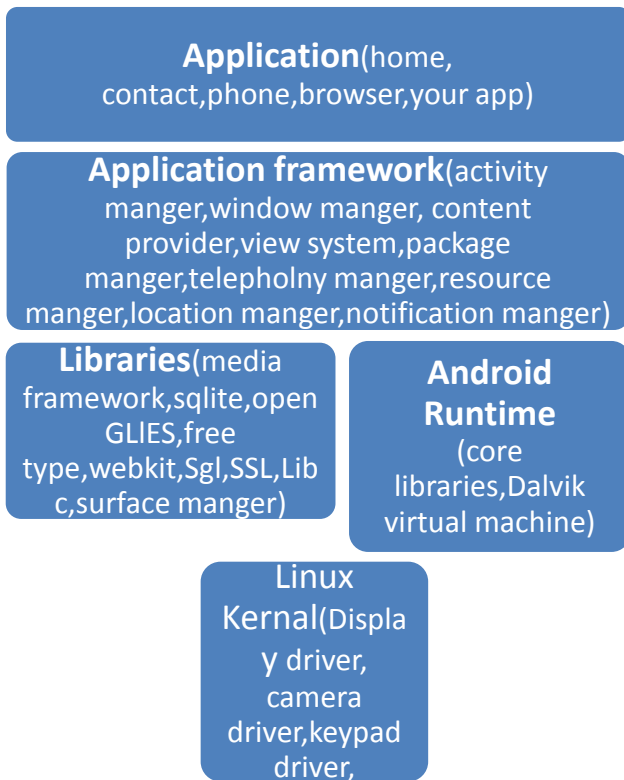 Application(home,
contact,phone,browser,your app)
Application framework(activity
manger,window manger, content
provider,view system,package
manger,telepholny manger,resource
manger,location manger,notification manger)
Libraries(media
framework,sqlite,open
GLlES,free
type,webkit,Sgl,SSL,Lib
c,surface manger)
Android
Runtime
(core
libraries,Dalvik
virtual machine)
Linux
Kernal(Displa
y driver,
camera
driver,keypad
driver,